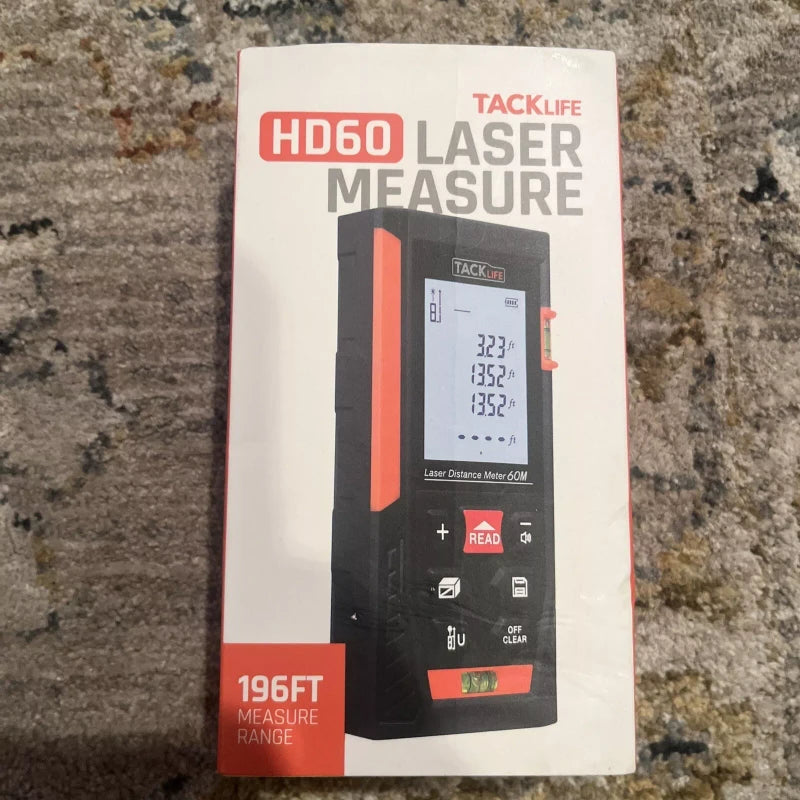 TACKLIFE
HD60 LASER
MEASURE
TACKLIFE
3.23 ft
13.52 ft
13.52 ft
ft
Laser Distance Meter 60M
+ READ -
U OFF
CLEAR
196FT
MEASURE
RANGE